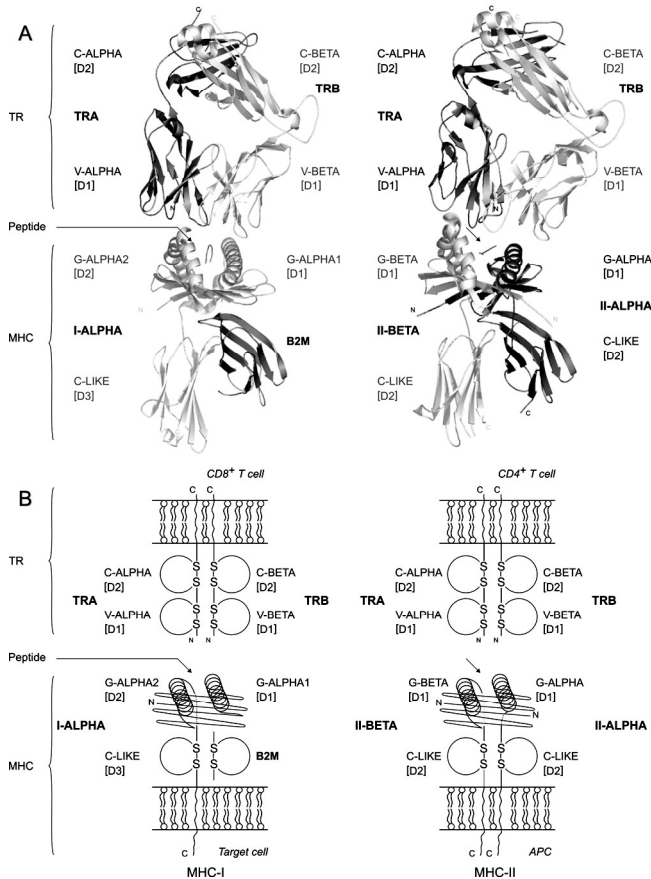 A
C
C
C-ALPHA
[D2]
C-BETA
[D2]
TRB
TR
TRA
V-ALPHA
[D1]
V-BETA
[D1]
N
Peptide
G-ALPHA2
[D2]
G-ALPHA1
[D1]
N
MHC
I-ALPHA
B2M
C-LIKE
[D3]
C-ALPHA
[D2]
C-BETA
[D2]
TRB
TRA
V-ALPHA
[D1]
V-BETA
[D1]
N
G-BETA
[D1]
G-ALPHA
[D1]
N
N
II-ALPHA
II-BETA
C-LIKE
[D2]
C-LIKE
[D2]
C
C
B
CD8+ T cell
C
C-ALPHA
[D2]
S S
S S
C-BETA
[D2]
TR
TRA
TRB
V-ALPHA
[D1]
S S
S S
V-BETA
[D1]
N N
Peptide
G-ALPHA2
[D2]
G-ALPHA1
[D1]
N
I-ALPHA
MHC
C-LIKE
[D3]
S S
S S
B2M
C
Target cell
MHC-I
CD4+ T cell
C
C-ALPHA
[D2]
S S
S S
C-BETA
[D2]
TRA
TRB
V-ALPHA
[D1]
S S
S S
V-BETA
[D1]
N N
G-BETA
[D1]
G-ALPHA
[D1]
N
N
II-BETA
II-ALPHA
C-LIKE
[D2]
S S
S S
C-LIKE
[D2]
C C
APC
MHC-II